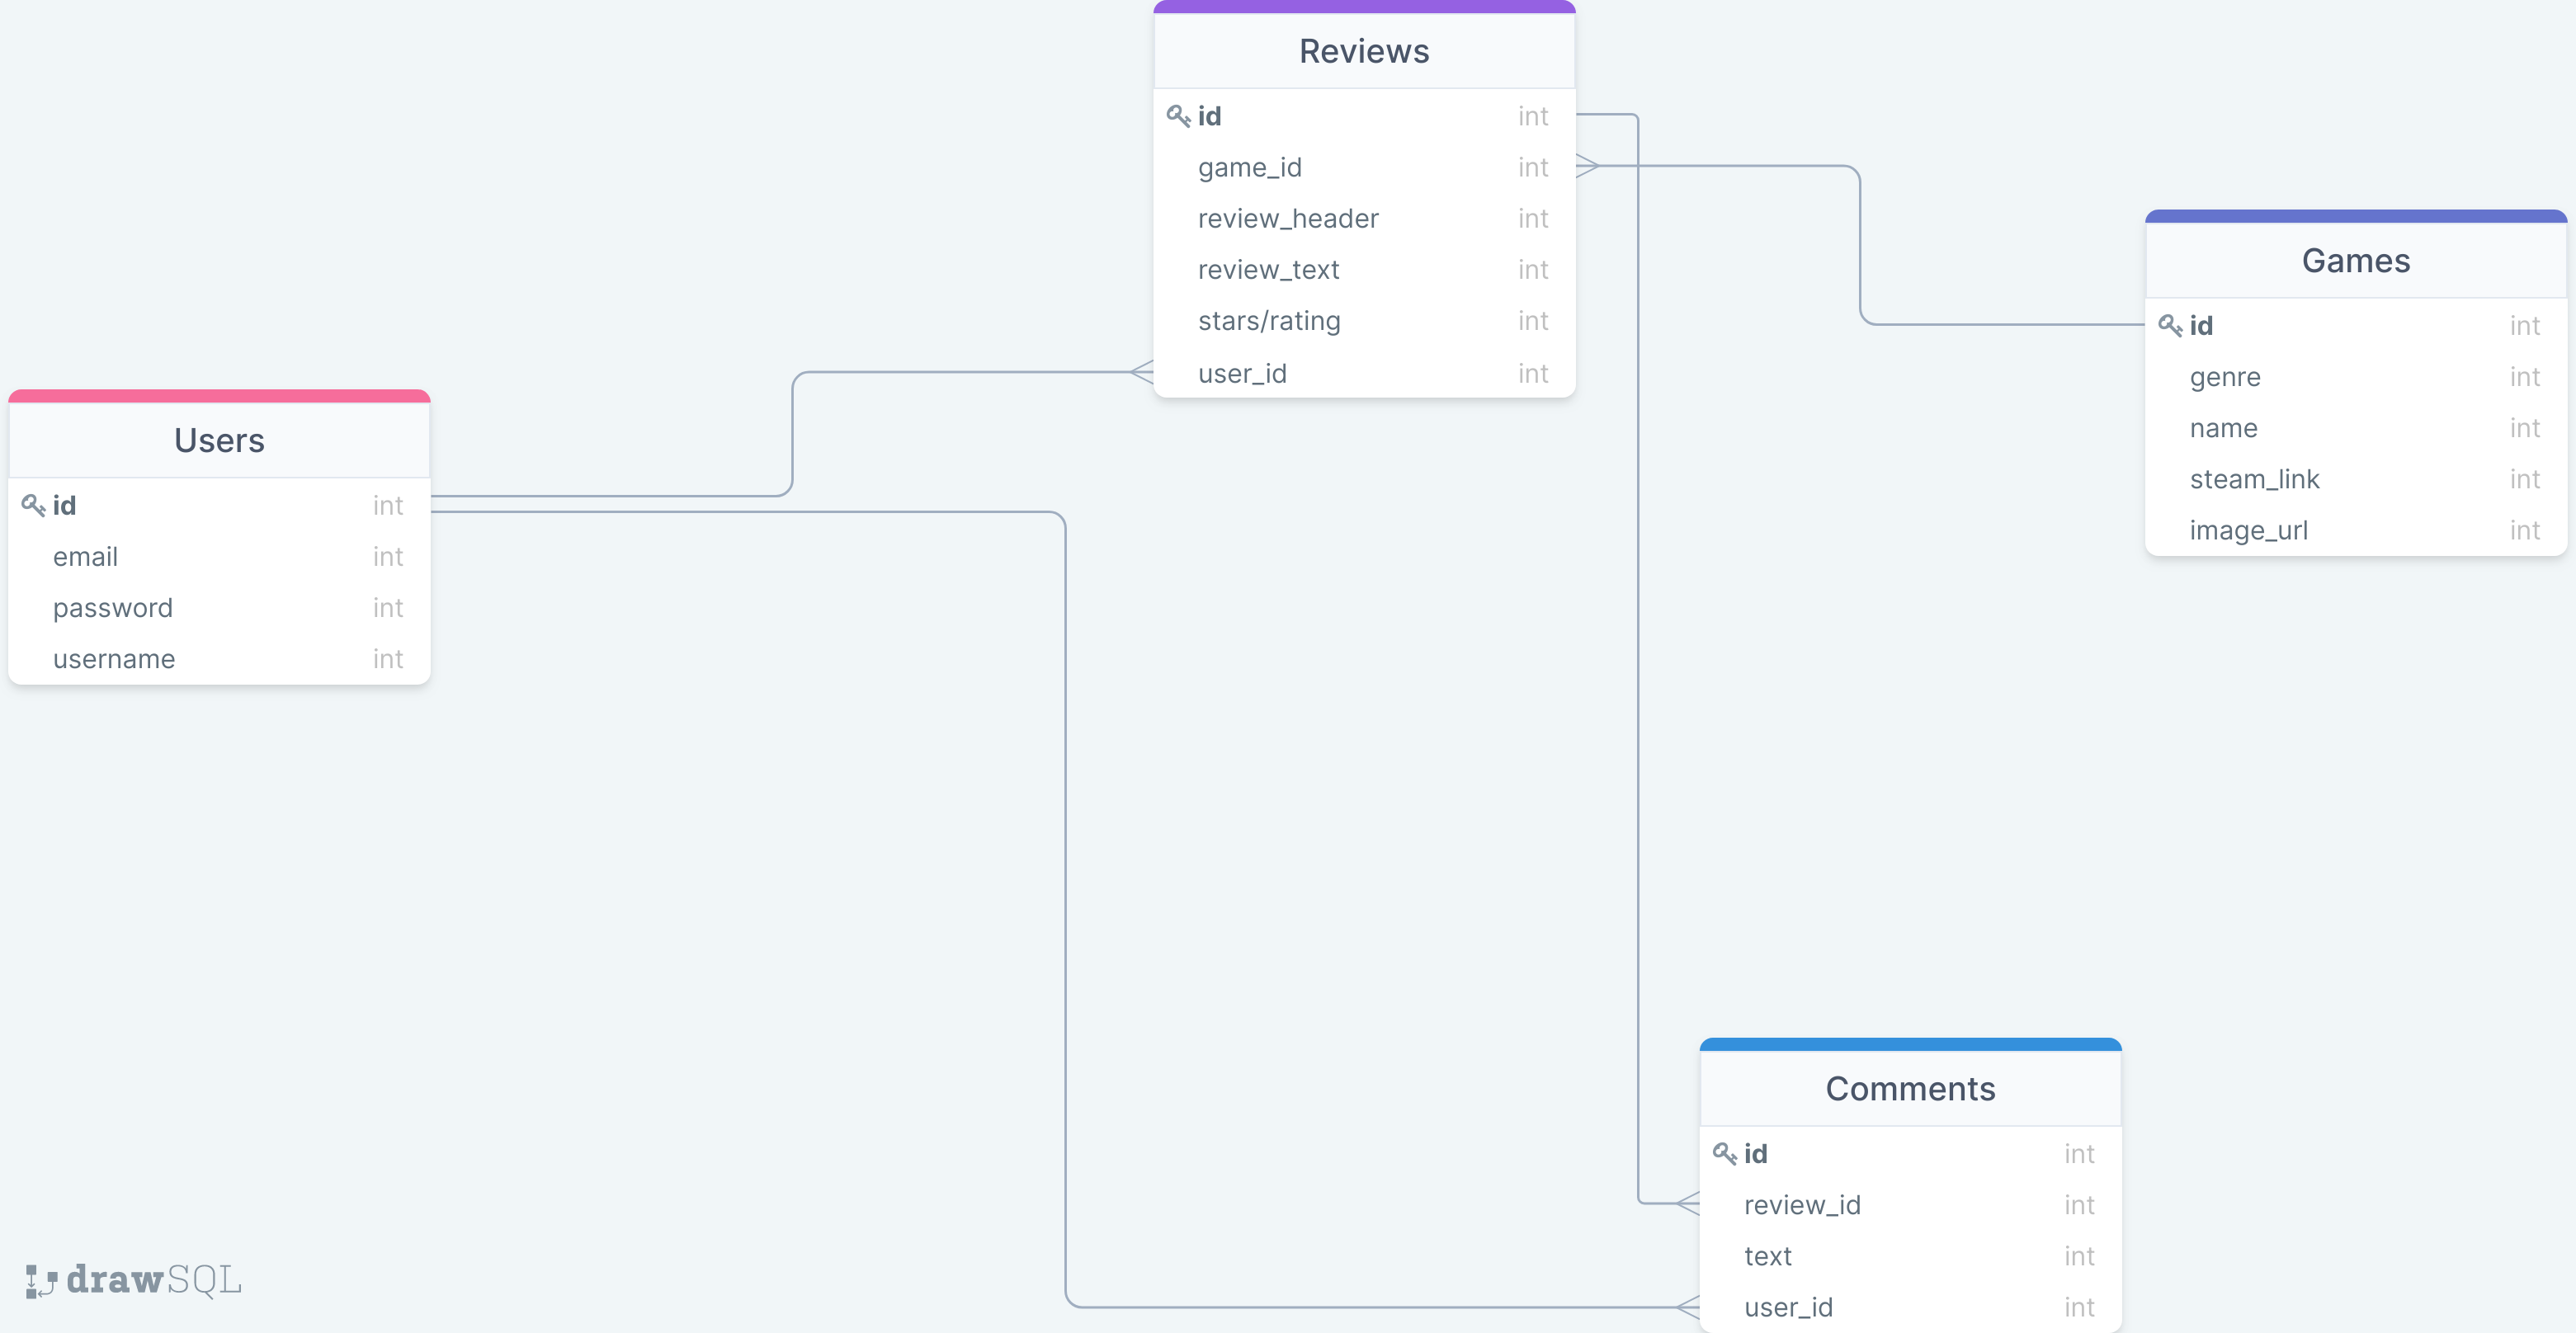 Reviews
id int
game_id int
review_header int
review_text int
stars/rating int
user_id int
Games
id int
genre int
name int
steam_link int
image_url int
Users
id int
email int
password int
username int
Comments
id int
review_id int
text int
user_id int
drawSQL